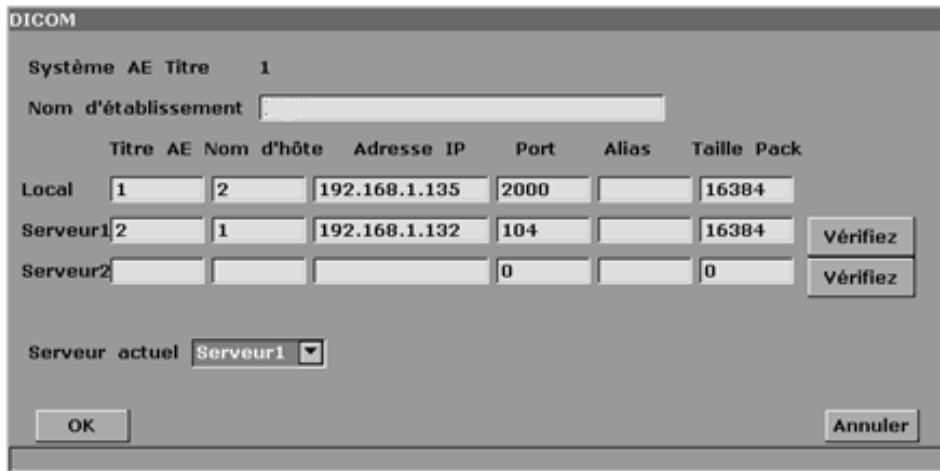 DICOM
Système AE Titre 1
Nom d'établissement
Titre AE Nom d'hôte Adresse IP Port Alias Taille Pack
Local 1 2 192.168.1.135 2000 16384
Serveur1 2 1 192.168.1.132 104 16384 Vérifiez
Serveur2 0 0 Vérifiez
Serveur actuel Serveur1
OK Annuler